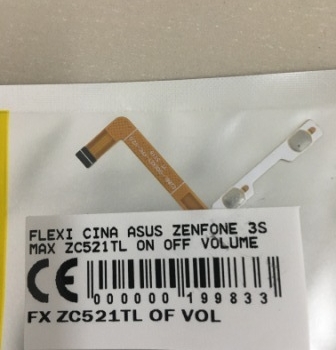 FLEXI CINA ASUS ZENFONE 3S
MAX ZC521TL ON OFF VOLUME
CE
000000 199833
FX ZC521TL OF VOL